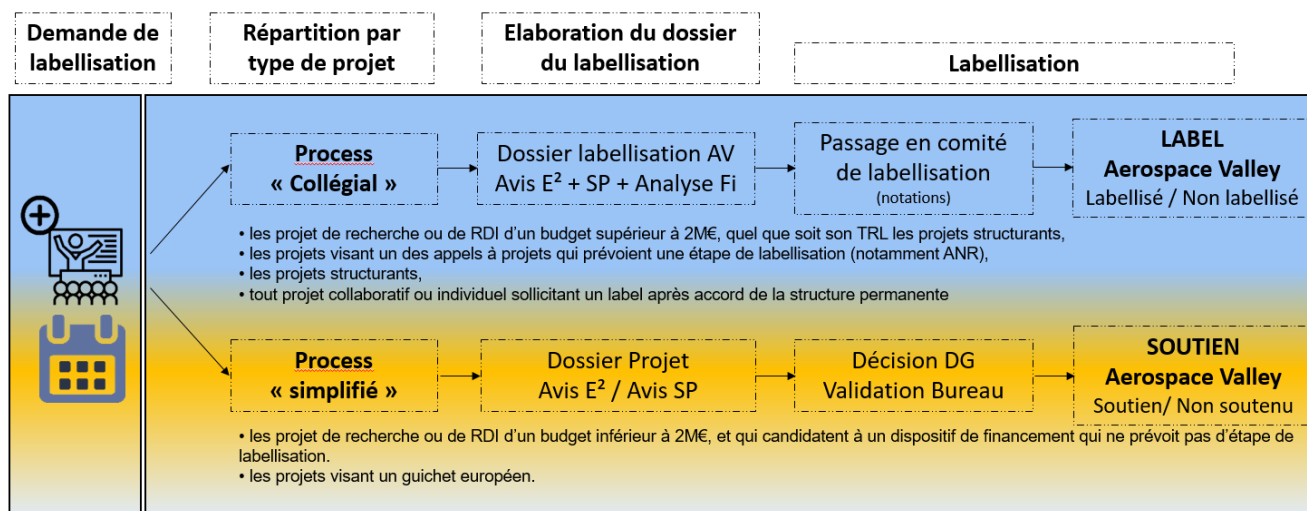 Demande de
labellisation
Répartition par
type de projet
Elaboration du dossier
du labellisation
Labellisation
Process
« Collégial »
Dossier labellisation AV
Avis E² + SP + Analyse Fi
Passage en comité
de labellisation
(notations)
LABEL
Aerospace Valley
Labellisé / Non labellisé
• les projet de recherche ou de RDI d’un budget supérieur à 2M€, quel que soit son TRL les projets structurants,
• les projets visant un des appels à projets qui prévoient une étape de labellisation (notamment ANR),
• les projets structurants,
• tout projet collaboratif ou individuel sollicitant un label après accord de la structure permanente
Process
« simplifié »
Dossier Projet
Avis E² / Avis SP
Décision DG
Validation Bureau
SOUTIEN
Aerospace Valley
Soutien/ Non soutenu
• les projet de recherche ou de RDI d’un budget inférieur à 2M€, et qui candidatent à un dispositif de financement qui ne prévoit pas d’étape de
labellisation.
• les projets visant un guichet européen.